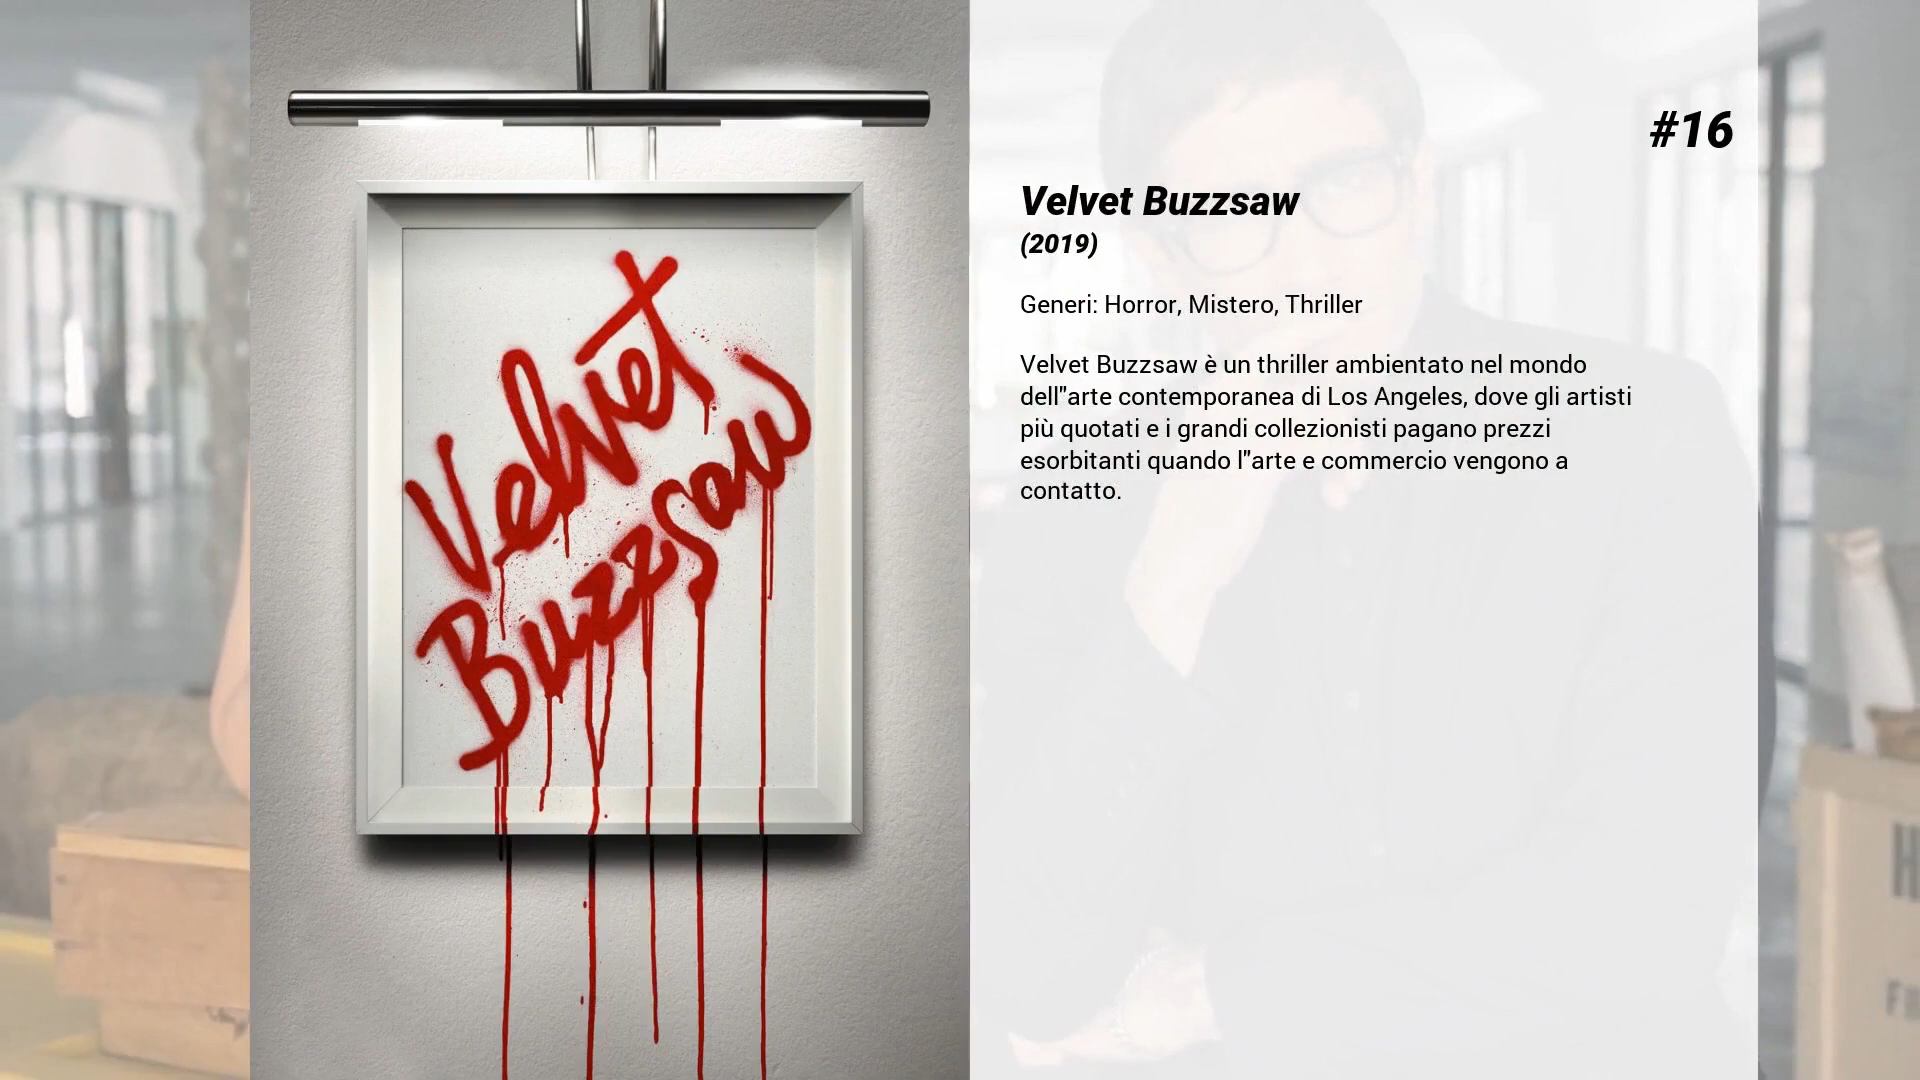 Velvet
Buzzsaw
#16
Velvet Buzzsaw
(2019)
Generi: Horror, Mistero, Thriller
Velvet Buzzsaw è un thriller ambientato nel mondo
dell"arte contemporanea di Los Angeles, dove gli artisti
più quotati e i grandi collezionisti pagano prezzi
esorbitanti quando l"arte e commercio vengono a
contatto.